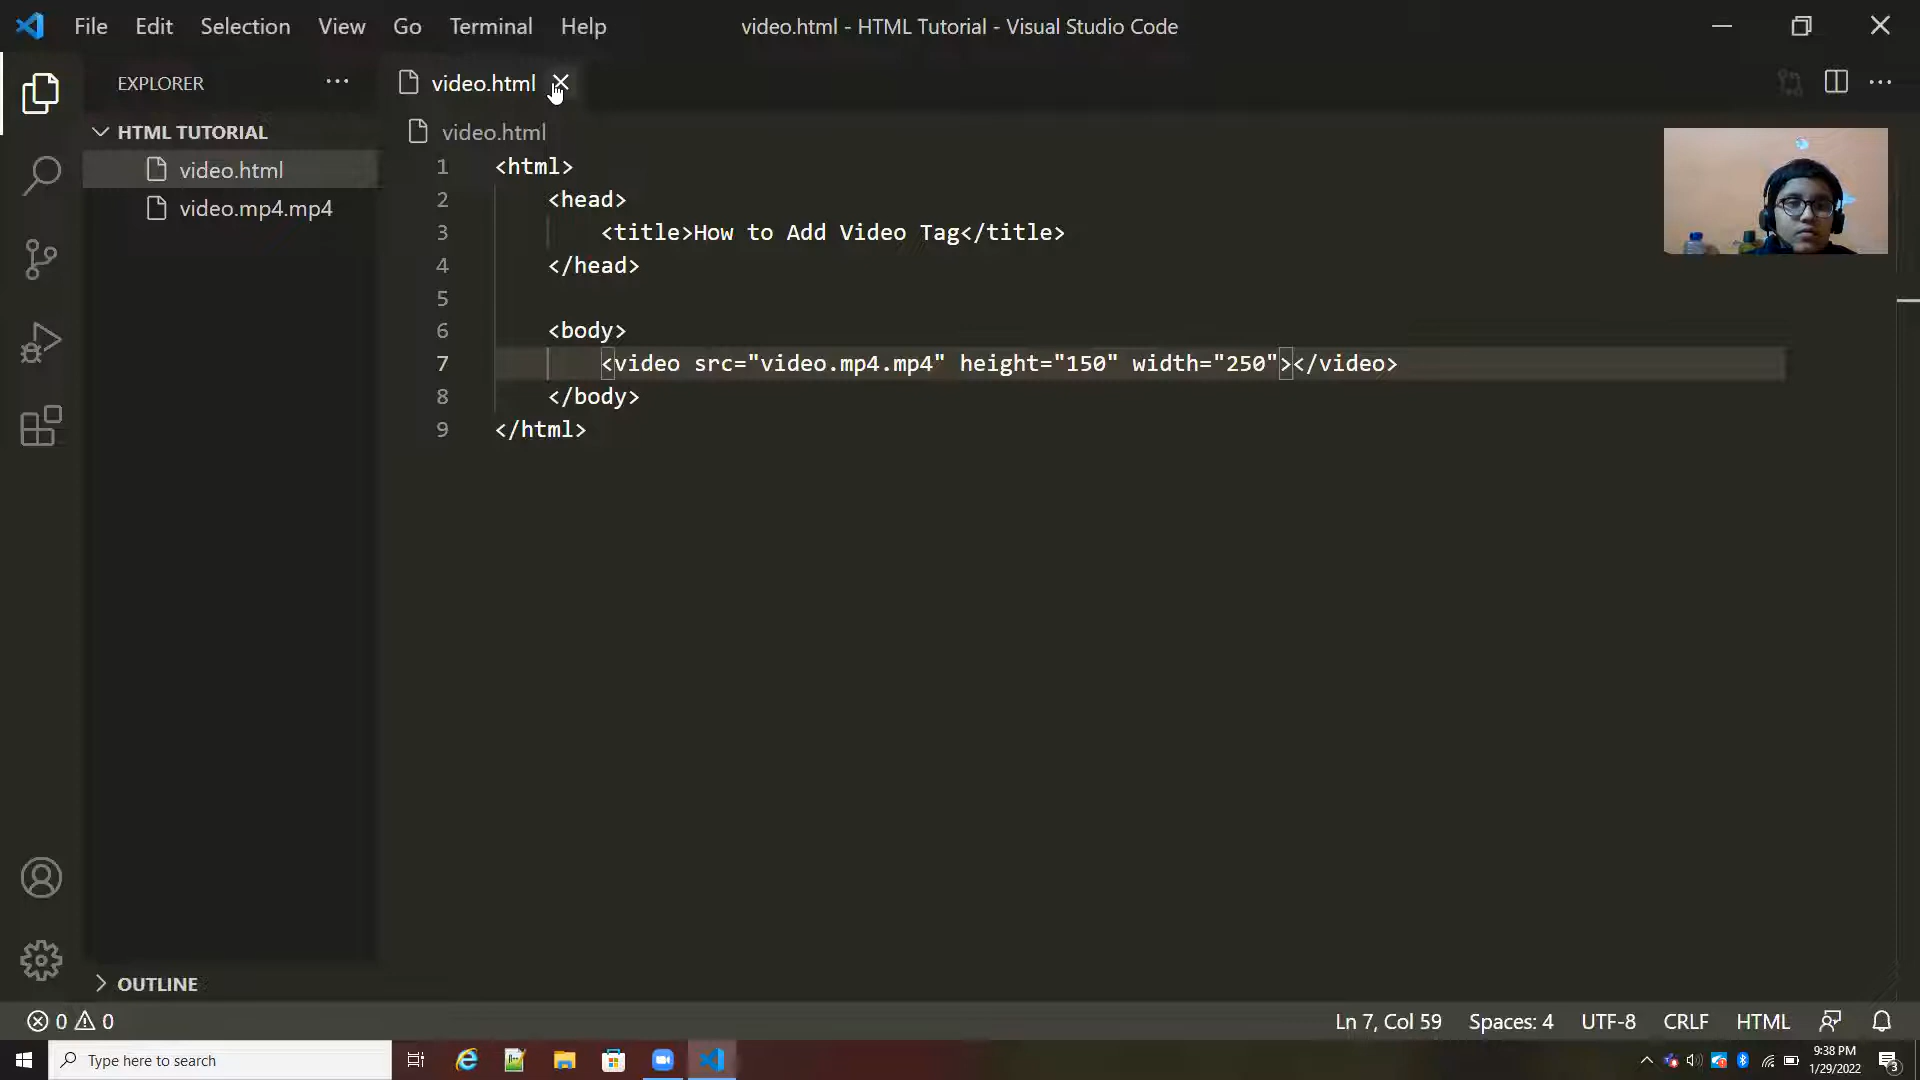 File Edit Selection View Go Terminal Help
video.html - HTML Tutorial - Visual Studio Code
EXPLORER
video.html
HTML TUTORIAL
video.html
video.mp4.mp4
video.html
1 <html>
2 <head>
3 <title>How to Add Video Tag</title>
4 </head>
5
6 <body>
7 <video src="video.mp4.mp4" height="150" width="250"></video>
8 </body>
9 </html>
OUTLINE
0 0
Ln 7, Col 59 Spaces: 4 UTF-8 CRLF HTML
Type here to search
9:38 PM
1/29/2022
3